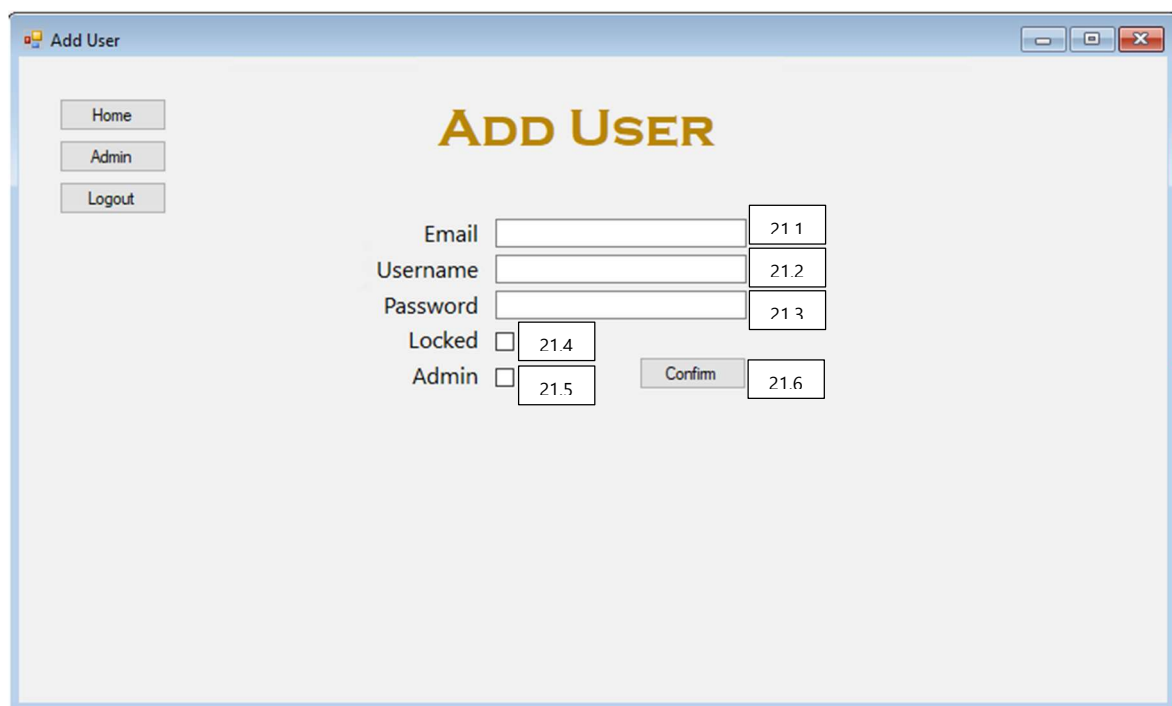 Add User
Home
Admin
Logout
ADD USER
Email 21.1
Username 21.2
Password 21.3
Locked 21.4
Admin 21.5
Confirm 21.6